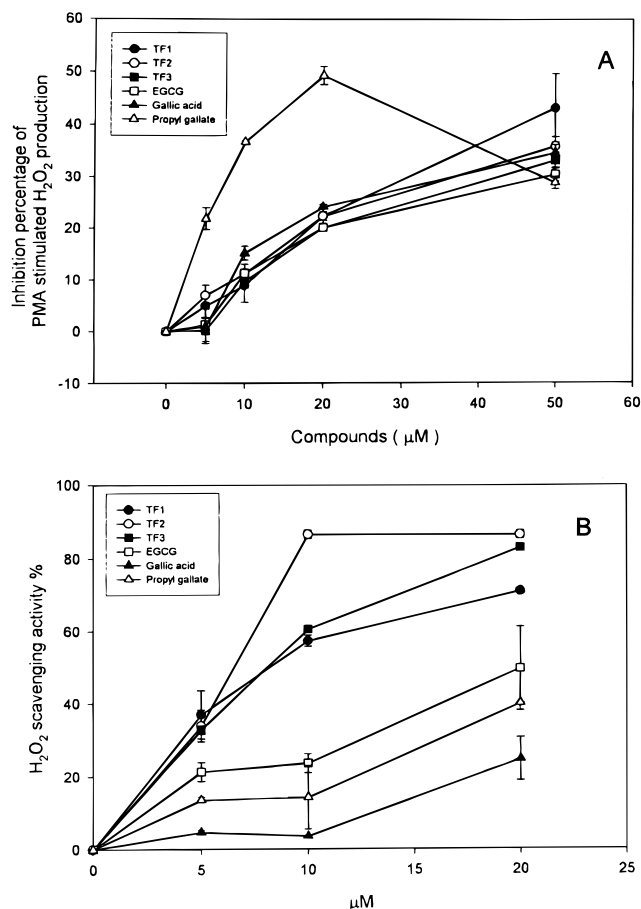 A
TF1
TF2
TF3
EGCG
Gallic acid
Propyl gallate
Inhibition percentage of
PMA stimulated H₂O₂ production
60
50
40
30
20
10
0
-10
0
10
20
30
40
50
60
Compounds ( μM )
B
TF1
TF2
TF3
EGCG
Gallic acid
Propyl gallate
H₂O₂ scavenging activity %
100
80
60
40
20
0
0
5
10
15
20
25
μM